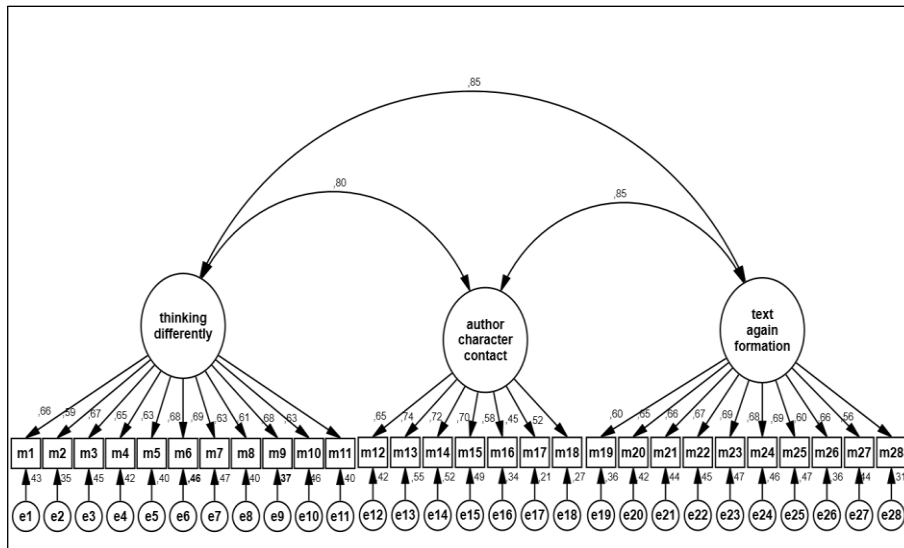 ,85
,80
,85
thinking
differently
author
character
contact
text
again
formation
,66 ,59 ,67 ,65 ,63 ,68 ,69 ,63 ,61 ,68 ,63 ,65 ,74 ,72 ,70 ,58 ,45 ,52 ,60 ,65 ,66 ,67 ,69 ,68 ,69 ,60 ,66 ,56
m1 m2 m3 m4 m5 m6 m7 m8 m9 m10 m11 m12 m13 m14 m15 m16 m17 m18 m19 m20 m21 m22 m23 m24 m25 m26 m27 m28
,43 ,35 ,45 ,42 ,40 ,46 ,47 ,40 ,37 ,46 ,40 ,42 ,55 ,52 ,49 ,34 ,21 ,27 ,36 ,42 ,44 ,45 ,47 ,46 ,47 ,36 ,44 ,31
e1 e2 e3 e4 e5 e6 e7 e8 e9 e10 e11 e12 e13 e14 e15 e16 e17 e18 e19 e20 e21 e22 e23 e24 e25 e26 e27 e28